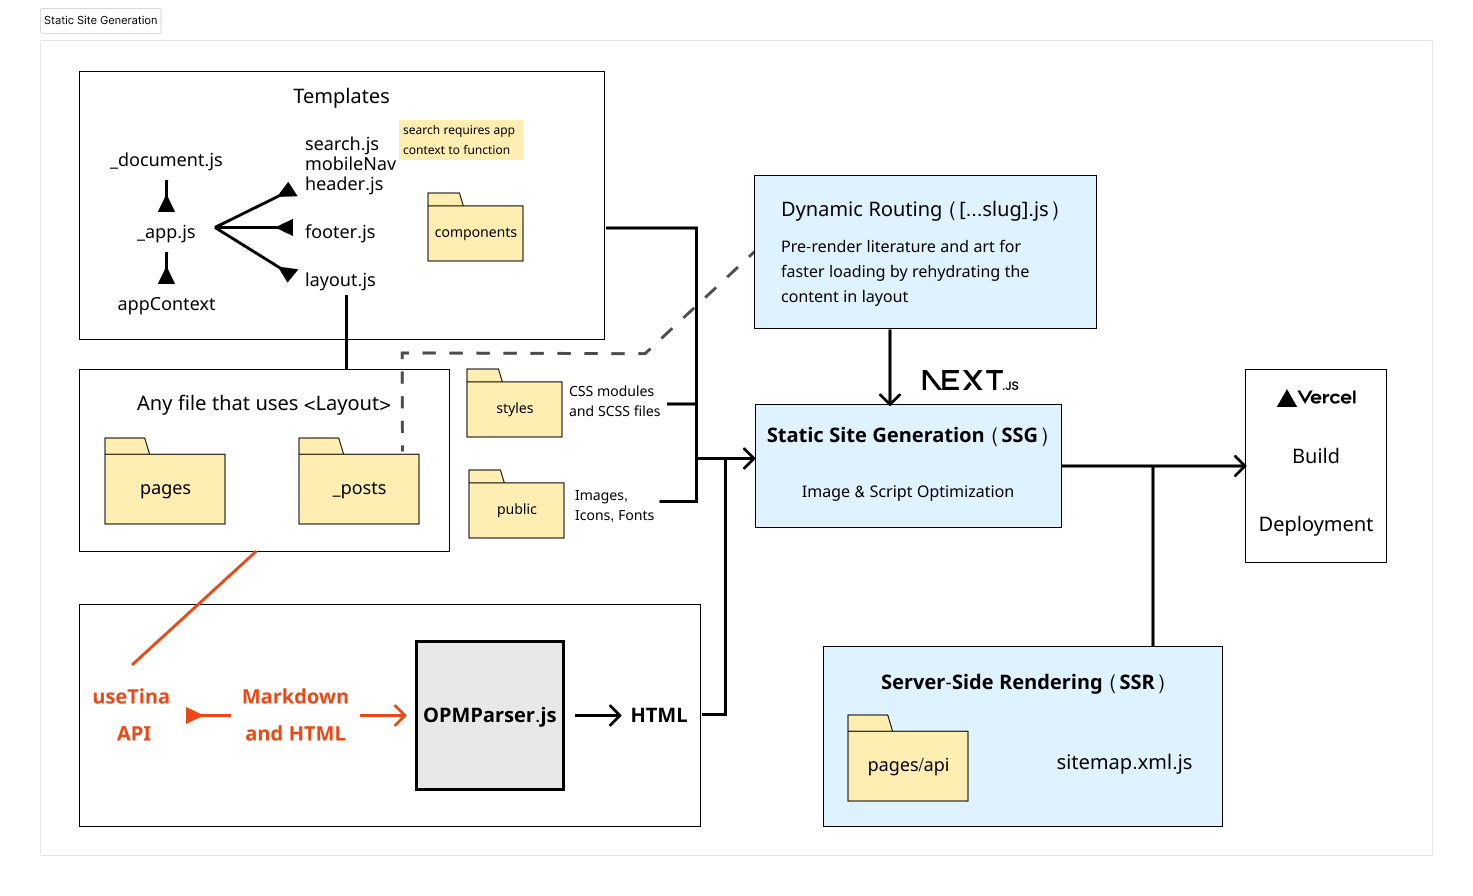 Static Site Generation
Templates
search requires app
context to function
search.js
mobileNav
header.js
_document.js
_app.js
footer.js
components
layout.js
appContext
Dynamic Routing ([...slug].js)
Pre-render literature and art for
faster loading by rehydrating the
content in layout
Any file that uses <Layout>
pages
_posts
styles
CSS modules
and SCSS files
public
Images,
Icons, Fonts
NEXT.JS
Static Site Generation (SSG)
Image & Script Optimization
Vercel
Build
Deployment
useTina
API
Markdown
and HTML
OPMParser.js
HTML
Server-Side Rendering (SSR)
pages/api
sitemap.xml.js